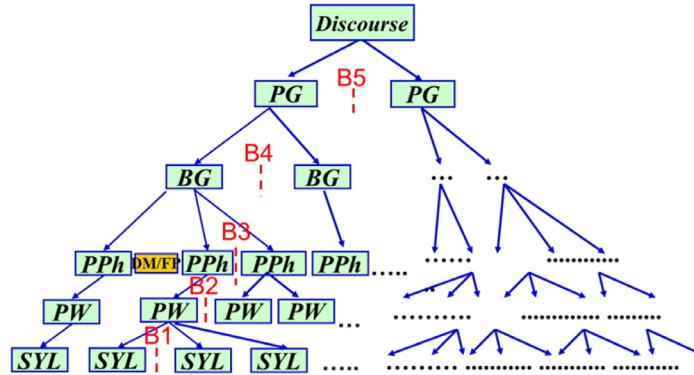 Discourse
B5
PG PG
B4
BG BG
B3
PPh DM/FP PPh PPh PPh
B2
PW PW PW PW
B1
SYL SYL SYL SYL